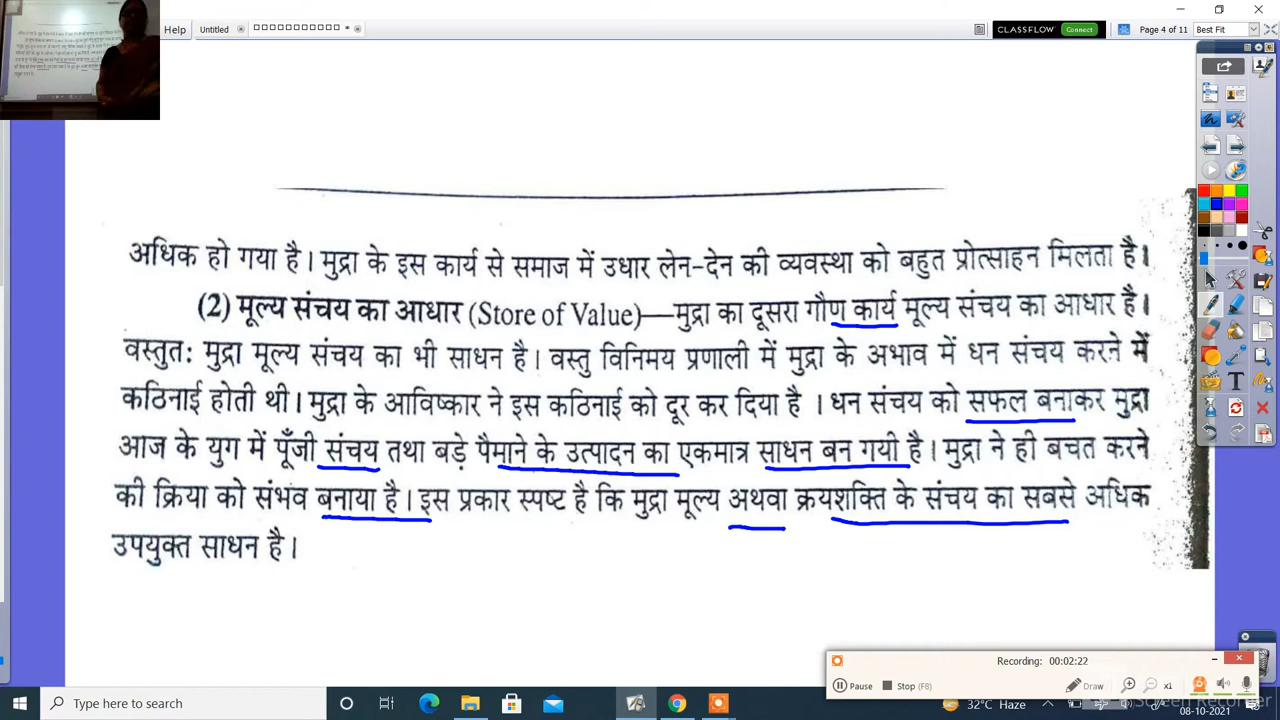 Help Untitled
CLASSFLOW Connect Page 4 of 11 Best Fit
अधिक हो गया है। मुद्रा के इस कार्य से समाज में उधार लेन-देन की व्यवस्था को बहुत प्रोत्साहन मिलता है।
(2) मूल्य संचय का आधार (Store of Value)—मुद्रा का दूसरा गौण कार्य मूल्य संचय का आधार है।
वस्तुतः मुद्रा मूल्य संचय का भी साधन है। वस्तु विनिमय प्रणाली में मुद्रा के अभाव में धन संचय करने में
कठिनाई होती थी। मुद्रा के आविष्कार ने इस कठिनाई को दूर कर दिया है । धन संचय को सफल बनाकर मुद्रा
आज के युग में पूँजी संचय तथा बड़े पैमाने के उत्पादन का एकमात्र साधन बन गयी है। मुद्रा ने ही बचत करने
की क्रिया को संभव बनाया है। इस प्रकार स्पष्ट है कि मुद्रा मूल्य अथवा क्रयशक्ति के संचय का सबसे अधिक
उपयुक्त साधन है।
Recording: 00:02:22
Pause Stop (F8) Draw x1
Type here to search 32°C Haze 08-10-2021